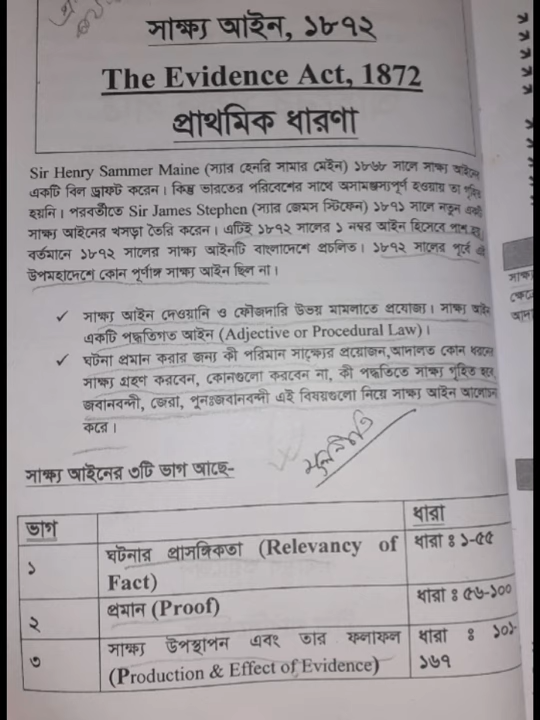 সাক্ষ্য আইন, ১৮৭২
The Evidence Act, 1872
প্রাথমিক ধারণা
Sir Henry Sammer Maine (স্যার হেনরি সামার মেইন) ১৮৬৮ সালে সাক্ষ্য আইনের
একটি বিল ড্রাফট করেন। কিন্তু ভারতের পরিবেশের সাথে অসামঞ্জস্যপূর্ণ হওয়ায় তা গৃহিত
হয়নি। পরবর্তীতে Sir James Stephen (স্যার জেমস স্টিফেন) ১৮৭১ সালে নতুন একটি
সাক্ষ্য আইনের খসড়া তৈরি করেন। এটিই ১৮৭২ সালের ১ নম্বর আইন হিসেবে পাশ হয়
বর্তমানে ১৮৭২ সালের সাক্ষ্য আইনটি বাংলাদেশে প্রচলিত। ১৮৭২ সালের পূর্বে এই
উপমহাদেশে কোন পূর্ণাঙ্গ সাক্ষ্য আইন ছিল না।
✓ সাক্ষ্য আইন দেওয়ানি ও ফৌজদারি উভয় মামলাতে প্রযোজ্য। সাক্ষ্য আইন
একটি পদ্ধতিগত আইন (Adjective or Procedural Law)।
✓ ঘটনা প্রমান করার জন্য কী পরিমান সাক্ষ্যের প্রয়োজন,আদালত কোন ধরনের
সাক্ষ্য গ্রহণ করবেন, কোনগুলো করবেন না, কী পদ্ধতিতে সাক্ষ্য গৃহিত হবে,
জবানবন্দী, জেরা, পুনঃজবানবন্দী এই বিষয়গুলো নিয়ে সাক্ষ্য আইন আলোচনা
করে।
মূলনীতি
সাক্ষ্য আইনের ৩টি ভাগ আছে-
ভাগ ধারা
১ ঘটনার প্রাসঙ্গিকতা (Relevancy of Fact) ধারা ঃ ১-৫৫
২ প্রমান (Proof) ধারা ঃ ৫৬-১০০
৩ সাক্ষ্য উপস্থাপন এবং তার ফলাফল (Production & Effect of Evidence) ধারা ঃ ১০১-১৬৭